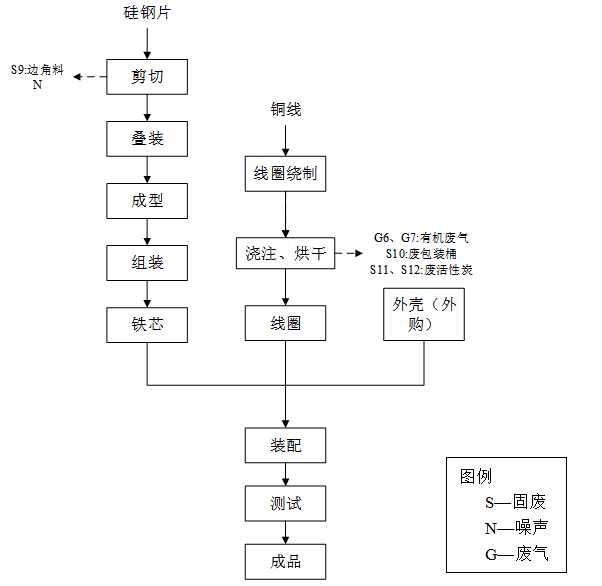 硅钢片
S9:边角料
N
剪切
叠装
成型
组装
铁芯
铜线
线圈绕制
浇注、烘干
G6、G7:有机废气
S10:废包装桶
S11、S12:废活性炭
线圈
外壳（外
购）
装配
测试
成品
图例
S—固废
N—噪声
G—废气